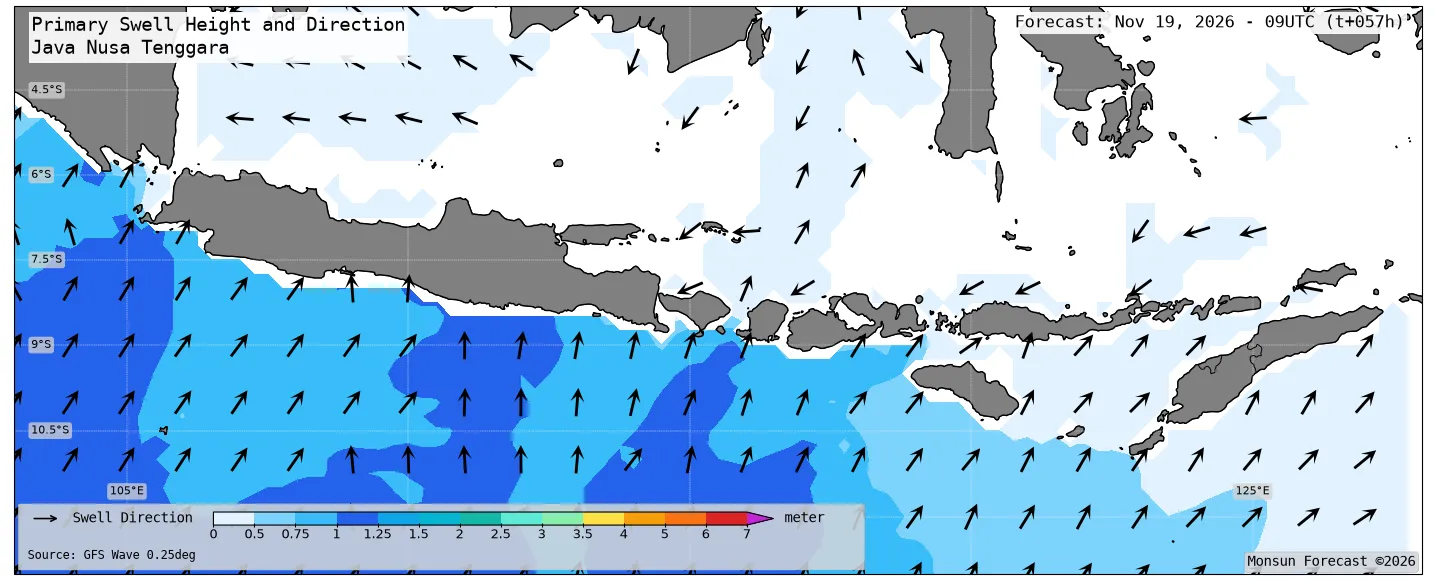 Primary Swell Height and Direction
Java Nusa Tenggara
Forecast: Nov 19, 2026 - 09UTC (t+057h)
4.5°S
6°S
7.5°S
9°S
10.5°S
105°E
125°E
Swell Direction
0 0.5 0.75 1 1.25 1.5 2 2.5 3 3.5 4 5 6 7
meter
Source: GFS Wave 0.25deg
Monsun Forecast ©2026